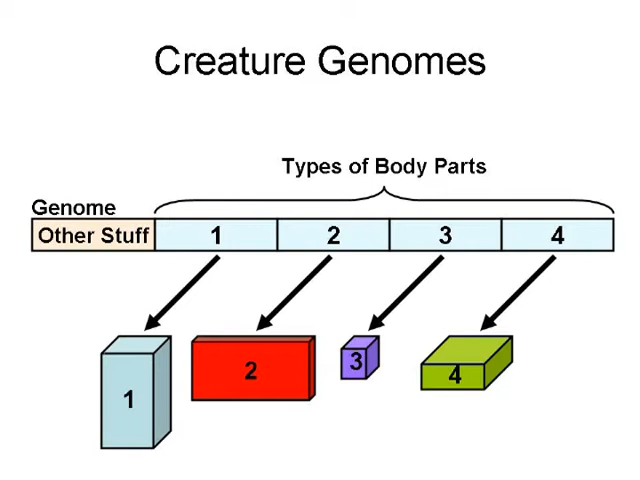 Creature Genomes
Types of Body Parts
Genome
Other Stuff 1 2 3 4
1 2 3 4